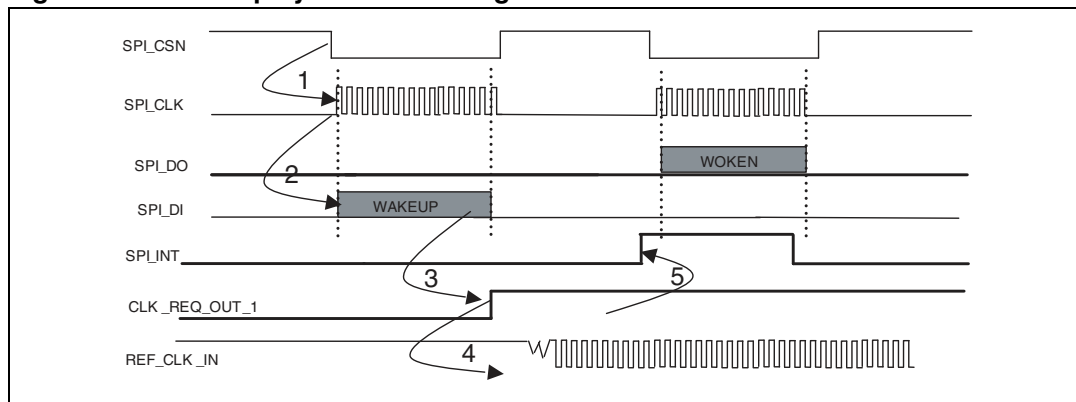 SPI_CSN
1
SPI_CLK
SPI_DO
WOKEN
2
SPI_DI
WAKEUP
SPI_INT
3
5
CLK _REQ_OUT_1
4
REF_CLK _IN